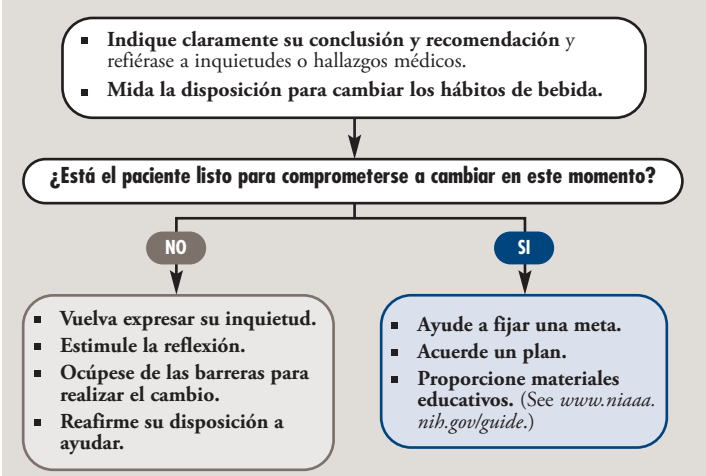 ▪ Indique claramente su conclusión y recomendación y
refiérase a inquietudes o hallazgos médicos.
▪ Mida la disposición para cambiar los hábitos de bebida.
¿Está el paciente listo para comprometerse a cambiar en este momento?
NO
▪ Vuelva expresar su inquietud.
▪ Estimule la reflexión.
▪ Ocúpese de las barreras para
realizar el cambio.
▪ Reafirme su disposición a
ayudar.
SI
▪ Ayude a fijar una meta.
▪ Acuerde un plan.
▪ Proporcione materiales
educativos. (See www.niaaa.
nih.gov/guide.)